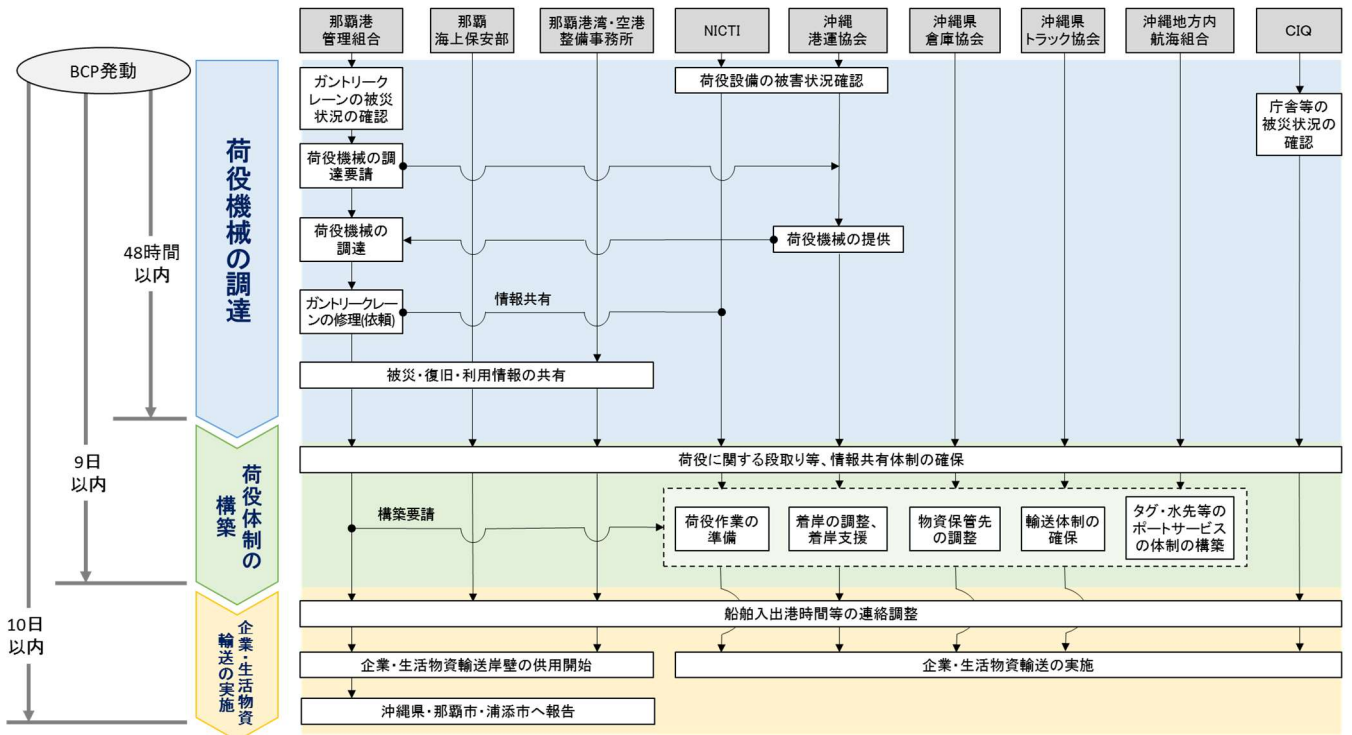 那覇港
管理組合
那覇
海上保安部
那覇港湾・空港
整備事務所
NICTI
沖縄
港運協会
沖縄県
倉庫協会
沖縄県
トラック協会
沖縄地方内
航海組合
CIQ
BCP発動
48時間
以内
9日
以内
10日
以内
荷役機械の調達
荷役体制の
構築
企業・生活物資
輸送の実施
ガントリーク
レーンの被災
状況の確認
荷役設備の被害状況確認
庁舎等の
被災状況の
確認
荷役機械の調
達要請
荷役機械の
調達
荷役機械の提供
ガントリークレー
ンの修理(依頼)
情報共有
被災・復旧・利用情報の共有
荷役に関する段取り等、情報共有体制の確保
構築要請
荷役作業の
準備
着岸の調整、
着岸支援
物資保管先
の調整
輸送体制の
確保
タグ・水先等の
ポートサービス
の体制の構築
船舶入出港時間等の連絡調整
企業・生活物資輸送岸壁の供用開始
企業・生活物資輸送の実施
沖縄県・那覇市・浦添市へ報告